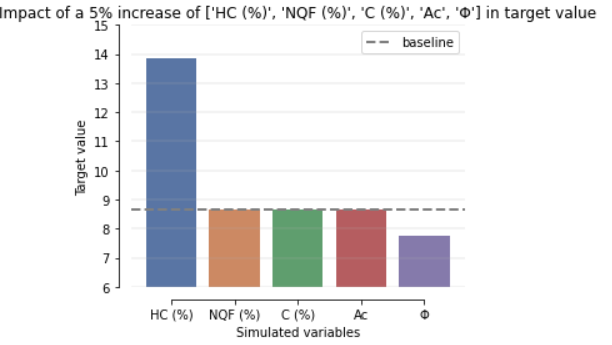 Impact of a 5% increase of ['HC (%)', 'NQF (%)', 'C (%)', 'Ac', 'Φ'] in target value
15
baseline
14
13
12
11
10
9
8
7
6
Target value
HC (%) NQF (%) C (%) Ac Φ
Simulated variables